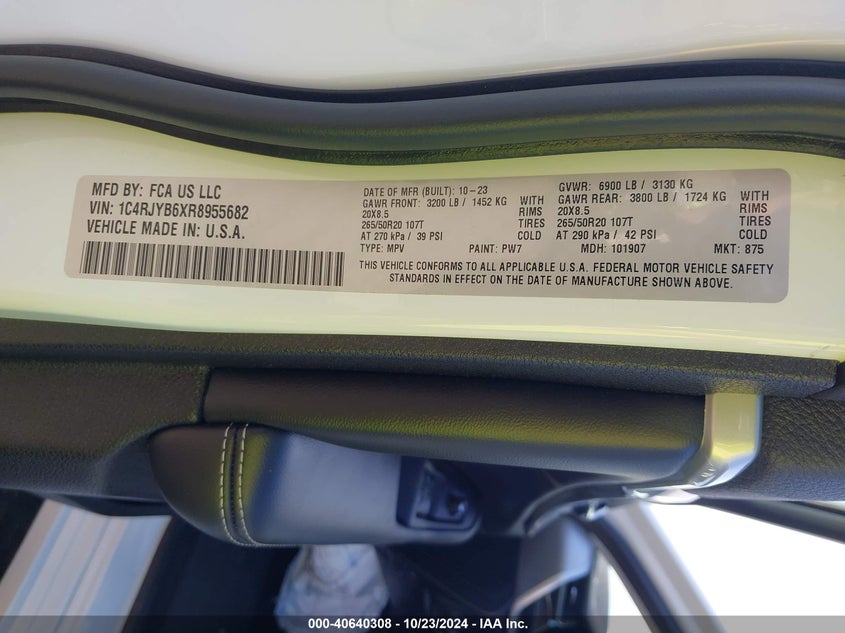 MFD BY: FCA US LLC
VIN: 1C4RJYB6XR8955682
VEHICLE MADE IN: U.S.A.
DATE OF MFR (BUILT): 10-23
GAWR FRONT: 3200 LB / 1452 KG WITH
20X8.5 RIMS
265/50R20 107T TIRES
AT 270 kPa / 39 PSI COLD
TYPE: MPV PAINT: PW7
GVWR: 6900 LB / 3130 KG
GAWR REAR: 3800 LB / 1724 KG WITH
20X8.5 RIMS
265/50R20 107T TIRES
AT 290 kPa / 42 PSI COLD
MDH: 101907 MKT: 875
THIS VEHICLE CONFORMS TO ALL APPLICABLE U.S.A. FEDERAL MOTOR VEHICLE SAFETY
STANDARDS IN EFFECT ON THE DATE OF MANUFACTURE SHOWN ABOVE.
000-40640308 - 10/23/2024 - IAA Inc.